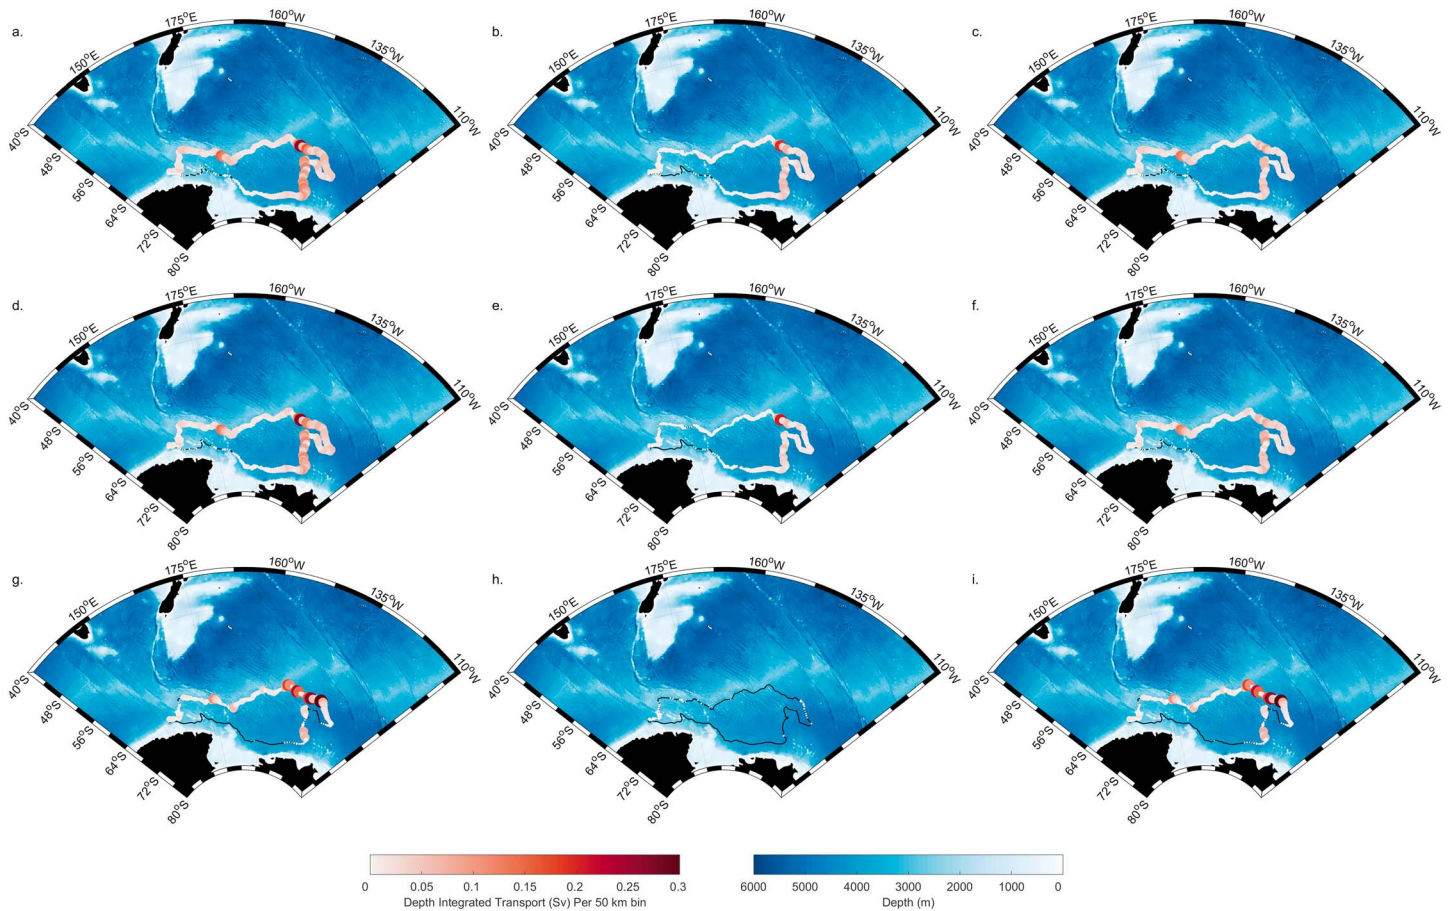 a.
175°E
160°W
150°E
135°W
110°W
40°S
48°S
56°S
64°S
72°S
80°S
b.
175°E
160°W
150°E
135°W
110°W
40°S
48°S
56°S
64°S
72°S
80°S
c.
175°E
160°W
150°E
135°W
110°W
40°S
48°S
56°S
64°S
72°S
80°S
d.
175°E
160°W
150°E
135°W
110°W
40°S
48°S
56°S
64°S
72°S
80°S
e.
175°E
160°W
150°E
135°W
110°W
40°S
48°S
56°S
64°S
72°S
80°S
f.
175°E
160°W
150°E
135°W
110°W
40°S
48°S
56°S
64°S
72°S
80°S
g.
175°E
160°W
150°E
135°W
110°W
40°S
48°S
56°S
64°S
72°S
80°S
h.
175°E
160°W
150°E
135°W
110°W
40°S
48°S
56°S
64°S
72°S
80°S
i.
175°E
160°W
150°E
135°W
110°W
40°S
48°S
56°S
64°S
72°S
80°S
0 0.05 0.1 0.15 0.2 0.25 0.3
Depth Integrated Transport (Sv) Per 50 km bin
6000 5000 4000 3000 2000 1000 0
Depth (m)